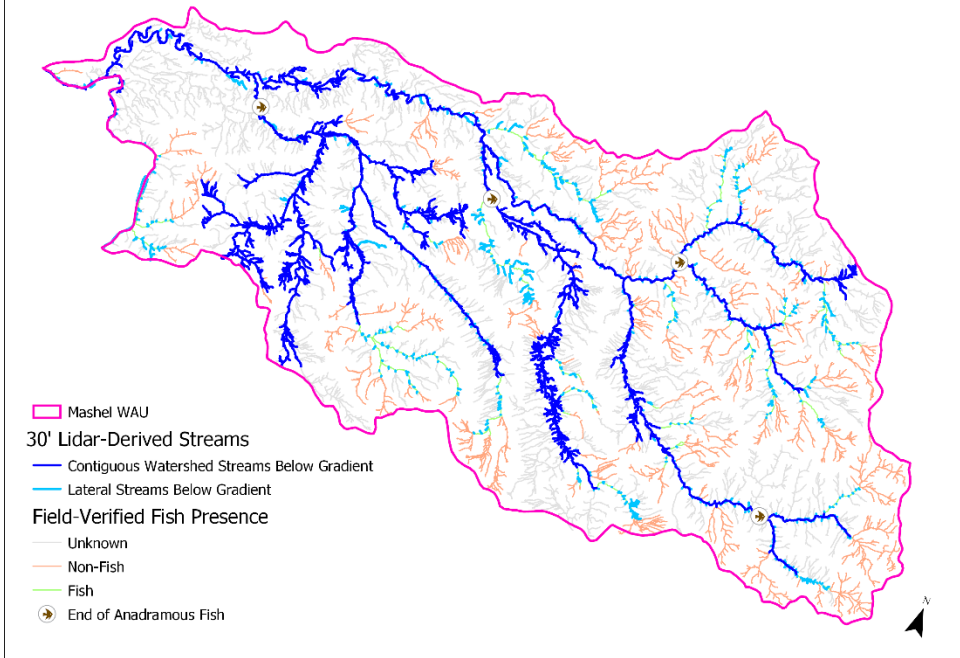 Mashel WAU
30' Lidar-Derived Streams
Contiguous Watershed Streams Below Gradient
Lateral Streams Below Gradient
Field-Verified Fish Presence
Unknown
Non-Fish
Fish
End of Anadramous Fish
N